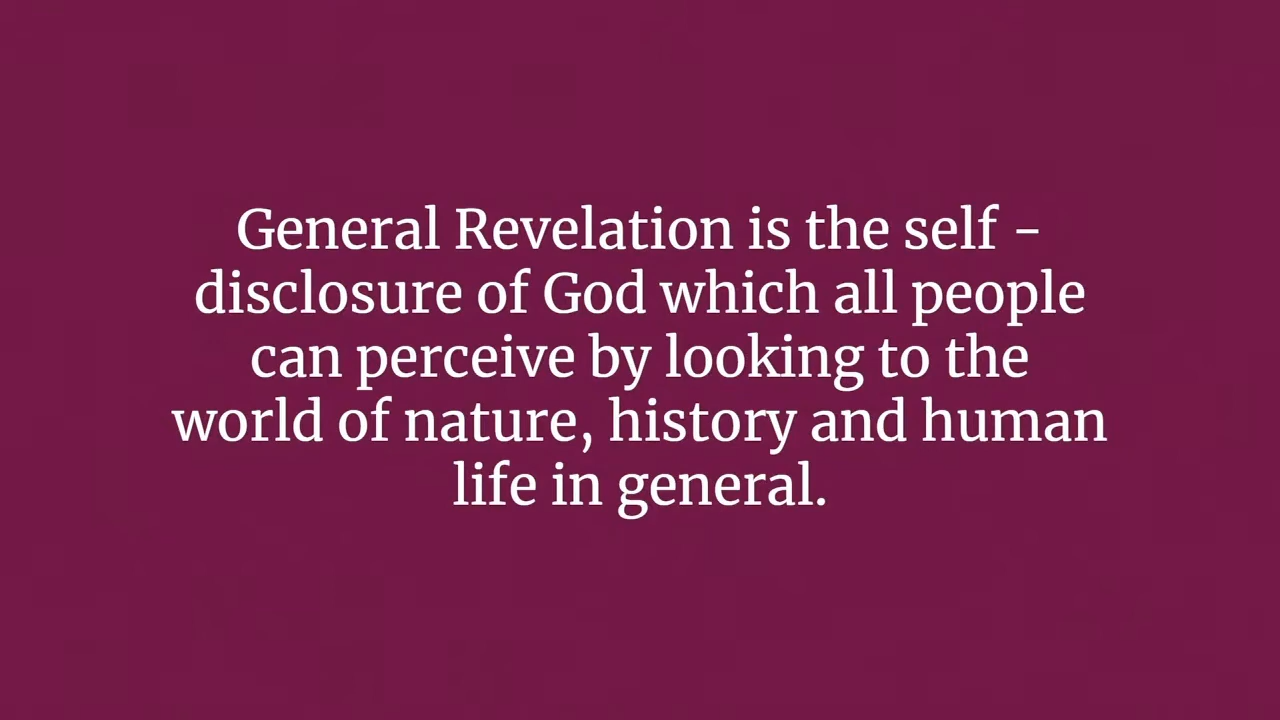 General Revelation is the self -
disclosure of God which all people
can perceive by looking to the
world of nature, history and human
life in general.